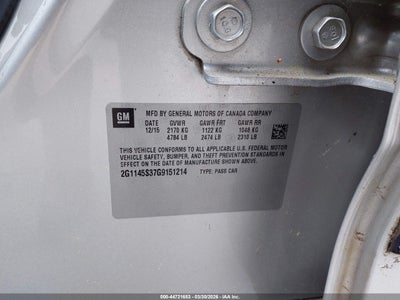 GM
MFD BY GENERAL MOTORS OF CANADA COMPANY
DATE GVWR GAWR FRT GAWR RR
12/15 2170 KG 1122 KG 1048 KG
4784 LB 2474 LB 2310 LB
THIS VEHICLE CONFORMS TO ALL APPLICABLE U.S. FEDERAL MOTOR
VEHICLE SAFETY, BUMPER, AND THEFT PREVENTION STANDARDS IN
EFFECT ON THE DATE OF MANUFACTURE SHOWN ABOVE.
2G1145S37G9151214 TYPE: PASS CAR
000-44721683 - 03/30/2026 - IAAI.COM